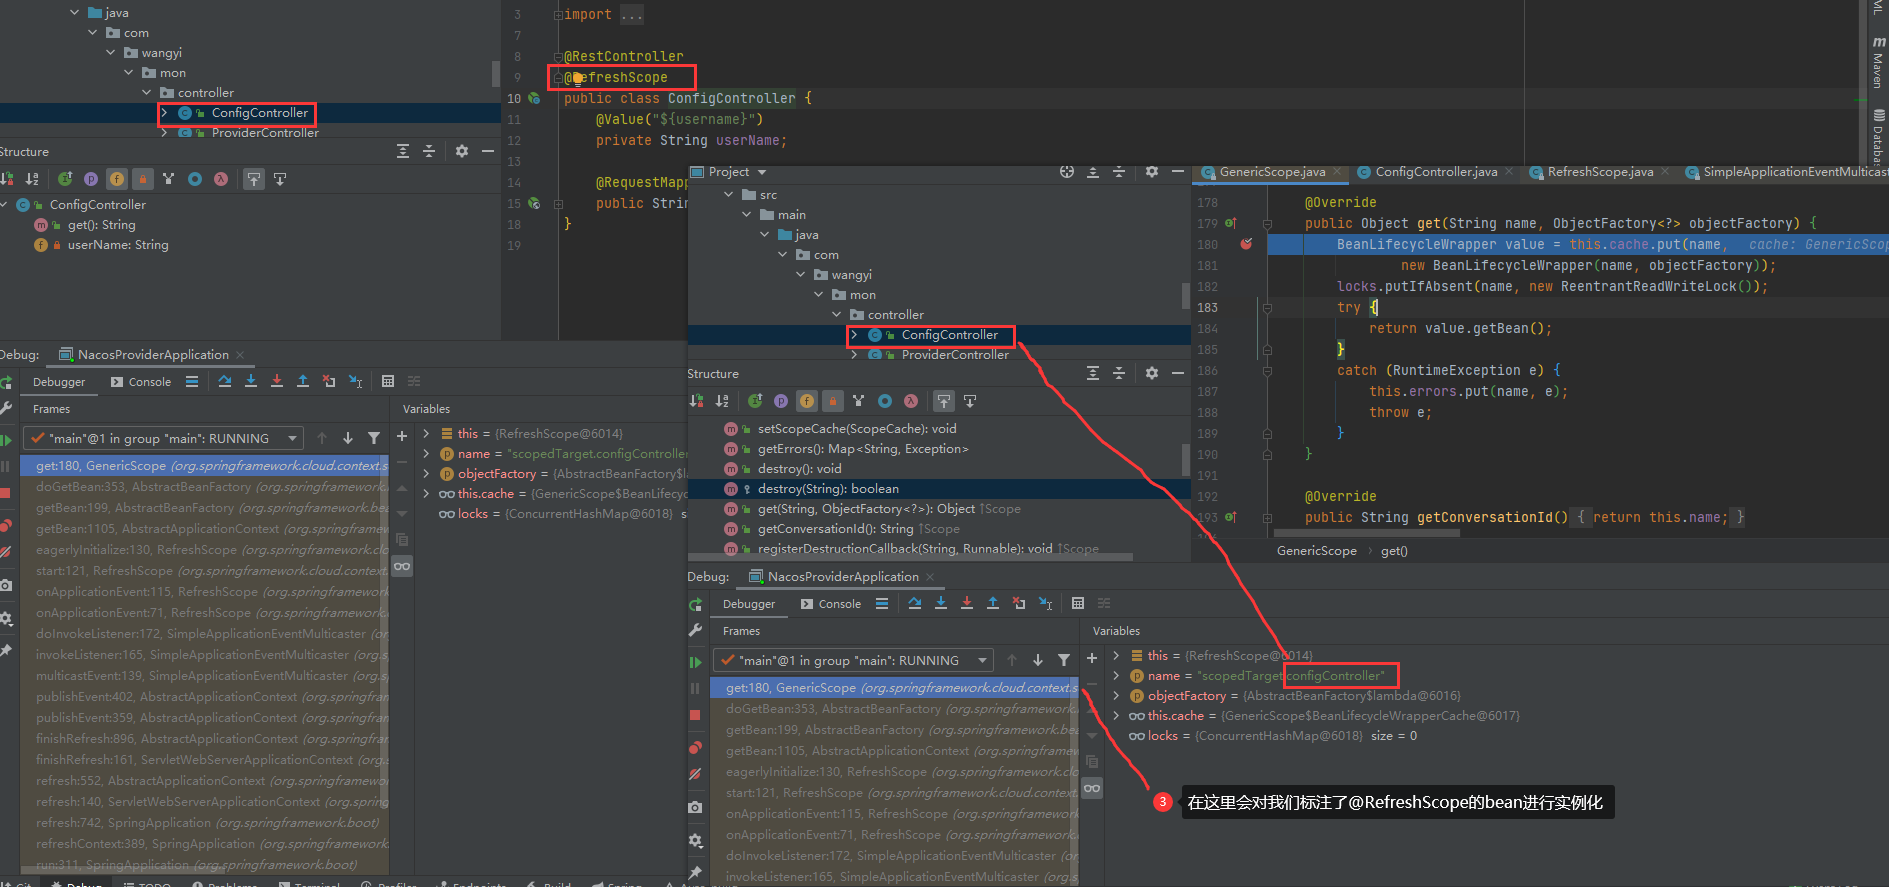 java
com
wangyi
mon
controller
ConfigController
ProviderController
Structure
ConfigController
get(): String
userName: String
3 import ...
7
8 @RestController
9 @RefreshScope
10 public class ConfigController {
11 @Value("${username}")
12 private String userName;
13
14 @RequestMapp
15 public Strin
18 }
19
Maven
Project
src
main
java
com
wangyi
mon
controller
ConfigController
ProviderController
Structure
setScopeCache(ScopeCache): void
getErrors(): Map<String, Exception>
destroy(): void
destroy(String): boolean
get(String, ObjectFactory<?>): Object ↑Scope
getConversationId(): String ↑Scope
registerDestructionCallback(String, Runnable): void ↑Scope
GenericScope.java
ConfigController.java
RefreshScope.java
SimpleApplicationEventMulticast
178 @Override
179 public Object get(String name, ObjectFactory<?> objectFactory) {
180 BeanLifecycleWrapper value = this.cache.put(name, cache: GenericScop
181 new BeanLifecycleWrapper(name, objectFactory));
182 locks.putIfAbsent(name, new ReentrantReadWriteLock());
183 try {
184 return value.getBean();
185 }
186 catch (RuntimeException e) {
187 this.errors.put(name, e);
188 throw e;
189 }
190 }
191
192 @Override
193 public String getConversationId() { return this.name; }
GenericScope > get()
Debug: NacosProviderApplication
Debugger Console
Frames
Variables
"main"@1 in group "main": RUNNING
get:180, GenericScope (org.springframework.cloud.context.s
doGetBean:353, AbstractBeanFactory (org.springframework.
getBean:199, AbstractBeanFactory (org.springframework.bea
getBean:1105, AbstractApplicationContext (org.springframew
eagerlyInitialize:130, RefreshScope (org.springframework.clo
start:121, RefreshScope (org.springframework.cloud.context.
onApplicationEvent:115, RefreshScope (org.springframework
onApplicationEvent:71, RefreshScope (org.springframework.
doInvokeListener:172, SimpleApplicationEventMulticaster (or
invokeListener:165, SimpleApplicationEventMulticaster (org.s
multicastEvent:139, SimpleApplicationEventMulticaster (org.s
publishEvent:402, AbstractApplicationContext (org.springfram
publishEvent:359, AbstractApplicationContext (org.springfram
finishRefresh:896, AbstractApplicationContext (org.springfra
finishRefresh:161, ServletWebServerApplicationContext (org.
refresh:552, AbstractApplicationContext (org.springframewor
refresh:140, ServletWebServerApplicationContext (org.spring
refresh:742, SpringApplication (org.springframework.boot)
refreshContext:389, SpringApplication (org.springframework.
run:311, SpringApplication (org.springframework.boot)
this = {RefreshScope@6014}
name = "scopedTarget.configController
objectFactory = {AbstractBeanFactory$la
this.cache = {GenericScope$BeanLifecyc
locks = {ConcurrentHashMap@6018} s
Debug: NacosProviderApplication
Debugger Console
Frames
Variables
"main"@1 in group "main": RUNNING
get:180, GenericScope (org.springframework.cloud.context.s
doGetBean:353, AbstractBeanFactory (org.springframework.
getBean:199, AbstractBeanFactory (org.springframework.bea
getBean:1105, AbstractApplicationContext (org.springframew
eagerlyInitialize:130, RefreshScope (org.springframework.clo
start:121, RefreshScope (org.springframework.cloud.context.
onApplicationEvent:115, RefreshScope (org.springframework
onApplicationEvent:71, RefreshScope (org.springframework.c
doInvokeListener:172, SimpleApplicationEventMulticaster (or
invokeListener:165, SimpleApplicationEventMulticaster (org.s
this = {RefreshScope@6014}
name = "scopedTarget.configController"
objectFactory = {AbstractBeanFactory$lambda@6016}
this.cache = {GenericScope$BeanLifecycleWrapperCache@6017}
locks = {ConcurrentHashMap@6018} size = 0
3 在这里会对我们标注了@RefreshScope的bean进行实例化